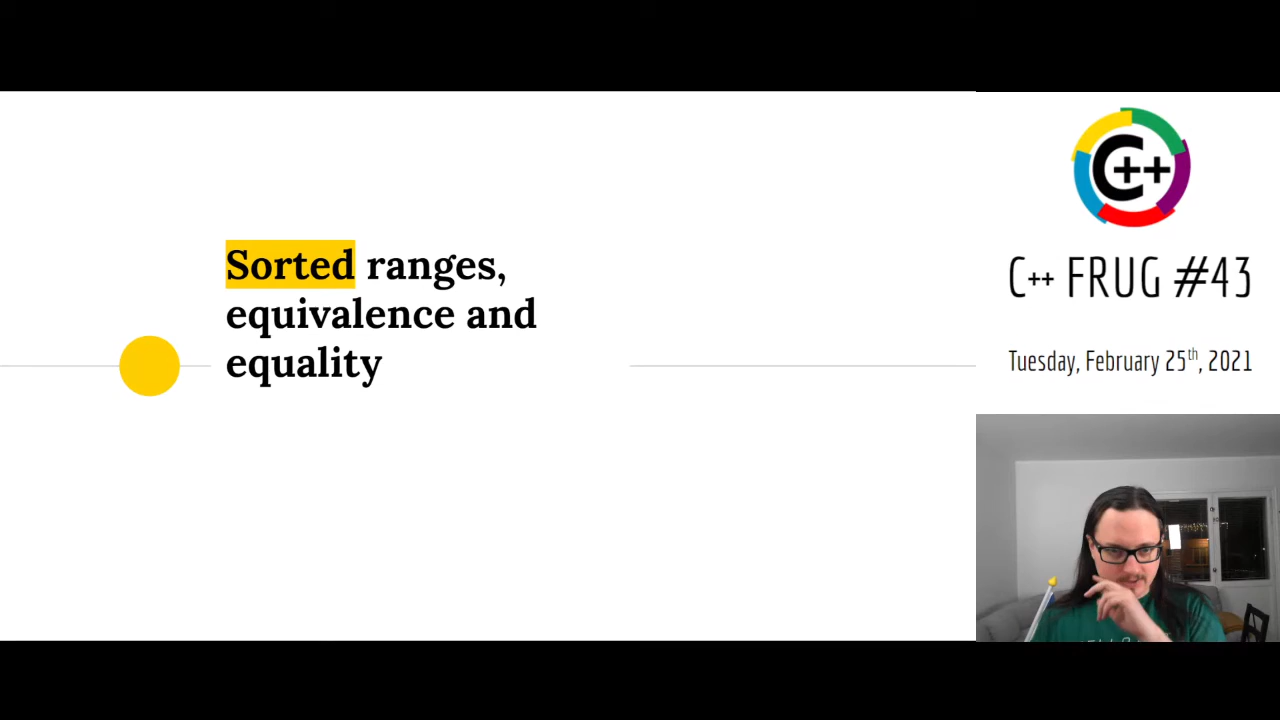 Sorted ranges,
equivalence and
equality
C++
C++ FRUG #43
Tuesday, February 25th, 2021